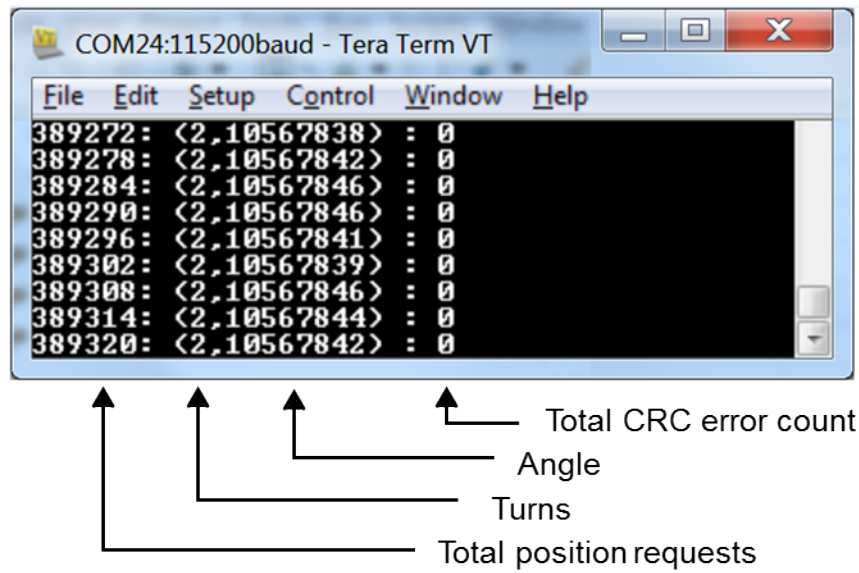 COM24:115200baud - Tera Term VT
File Edit Setup Control Window Help
389272: (2,10567838) : 0
389278: (2,10567842) : 0
389284: (2,10567846) : 0
389290: (2,10567846) : 0
389296: (2,10567841) : 0
389302: (2,10567839) : 0
389308: (2,10567846) : 0
389314: (2,10567844) : 0
389320: (2,10567842) : 0
Total CRC error count
Angle
Turns
Total position requests